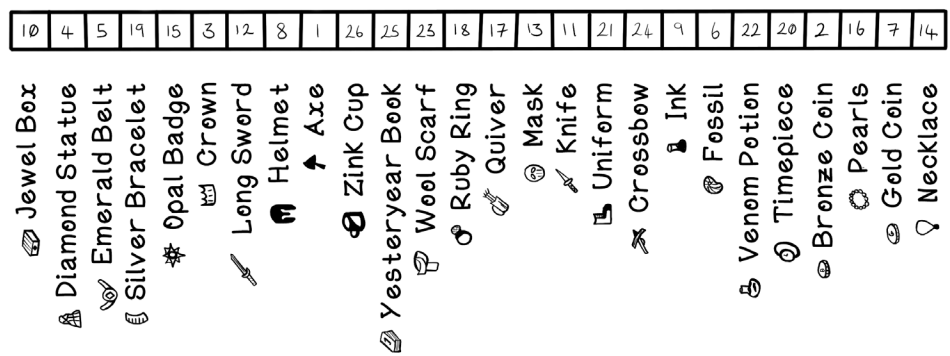 10 4 5 19 15 3 12 8 1 26 25 23 18 17 13 11 21 24 9 6 22 20 2 16 7 14
Jewel Box
Diamond Statue
Emerald Belt
Silver Bracelet
Opal Badge
Crown
Long Sword
Helmet
Axe
Zink Cup
Yesteryear Book
Wool Scarf
Ruby Ring
Quiver
Mask
Knife
Uniform
Crossbow
Ink
Fossil
Venom Potion
Timepiece
Bronze Coin
Pearls
Gold Coin
Necklace